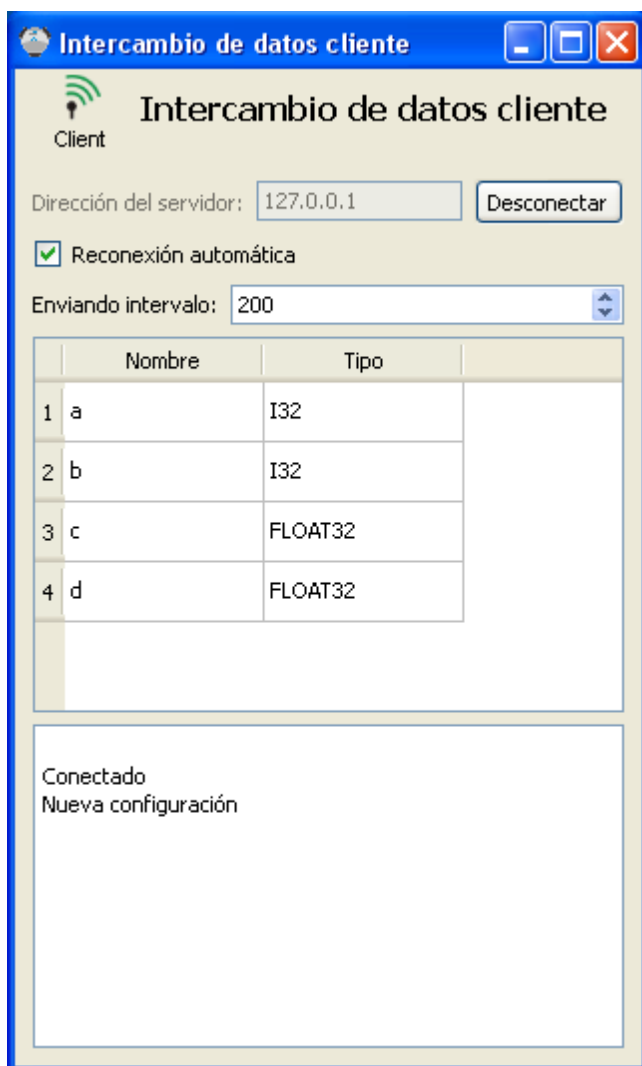 Intercambio de datos cliente
Client
Intercambio de datos cliente
Dirección del servidor: 127.0.0.1 Desconectar
Reconexión automática
Enviando intervalo: 200
Nombre Tipo
1 a I32
2 b I32
3 c FLOAT32
4 d FLOAT32
Conectado
Nueva configuración